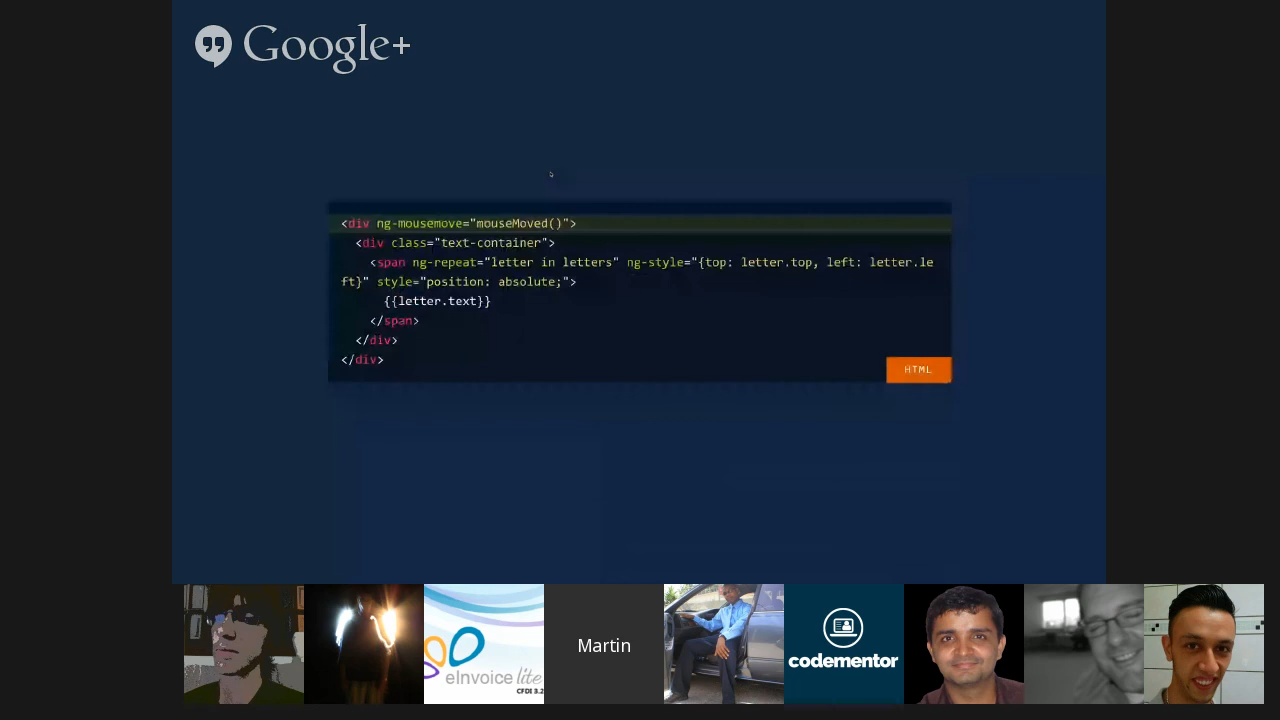 Google+
<div ng-mousemove="mouseMoved()">
<div class="text-container">
<span ng-repeat="letter in letters" ng-style="{top: letter.top, left: letter.le
ft}" style="position: absolute;">
{{letter.text}}
</span>
</div>
</div>
HTML
eInvoice lite
CFDI 3.2
Martin
codementor